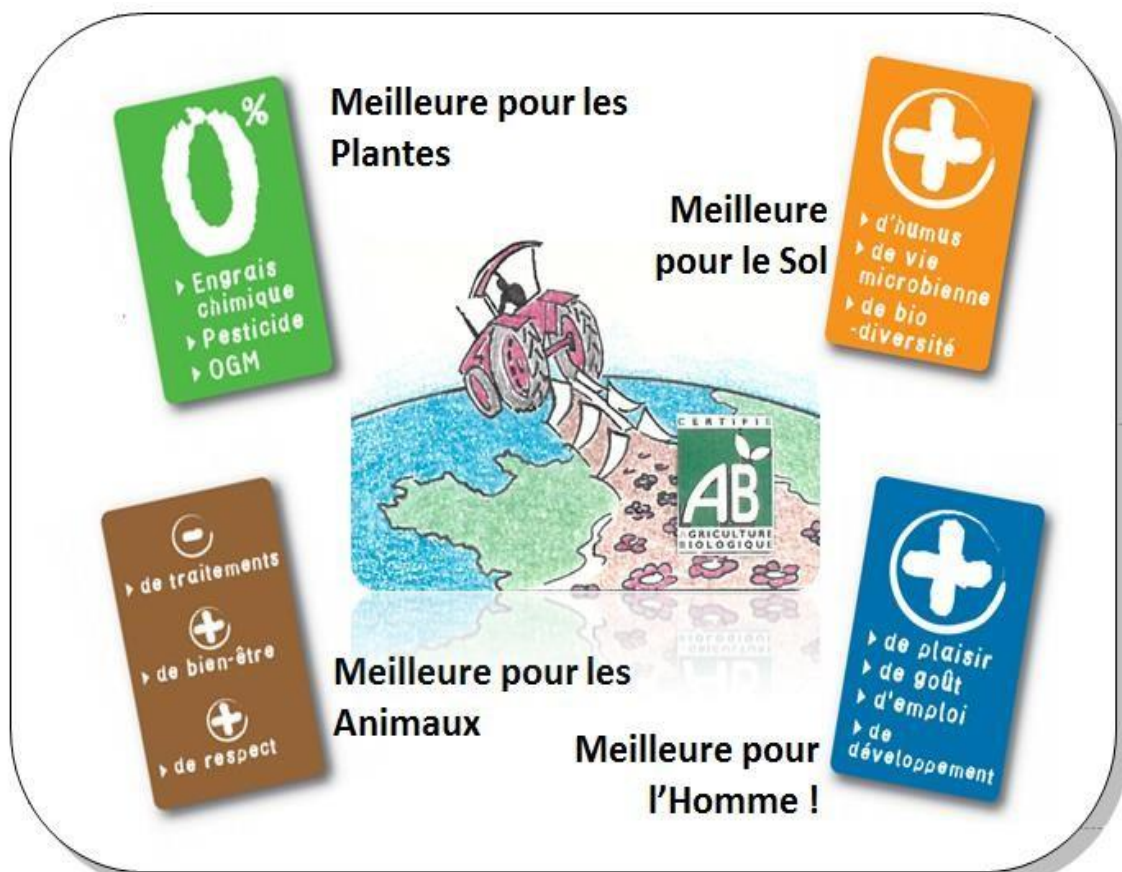 0%
Engrais
chimique
Pesticide
OGM
Meilleure pour les
Plantes
Meilleure
pour le Sol
+
d'humus
de vie
microbienne
de bio
-diversité
CERTIFIÉ
AB
AGRICULTURE
BIOLOGIQUE
-
de traitements
+
de bien-être
+
de respect
Meilleure pour les
Animaux
Meilleure pour
l'Homme !
+
de plaisir
de goût
d'emploi
de
développement